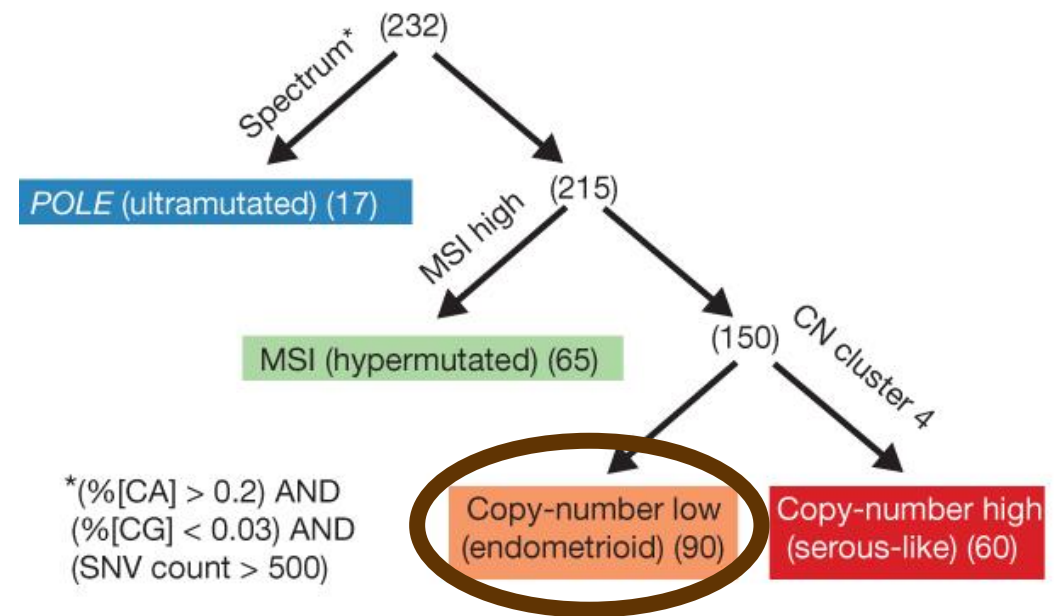 (232)
Spectrum*
POLE (ultramutated) (17)
(215)
MSI high
MSI (hypermutated) (65)
(150)
CN cluster 4
Copy-number low
(endometrioid) (90)
Copy-number high
(serous-like) (60)
*(%[CA] > 0.2) AND
(%[CG] < 0.03) AND
(SNV count > 500)